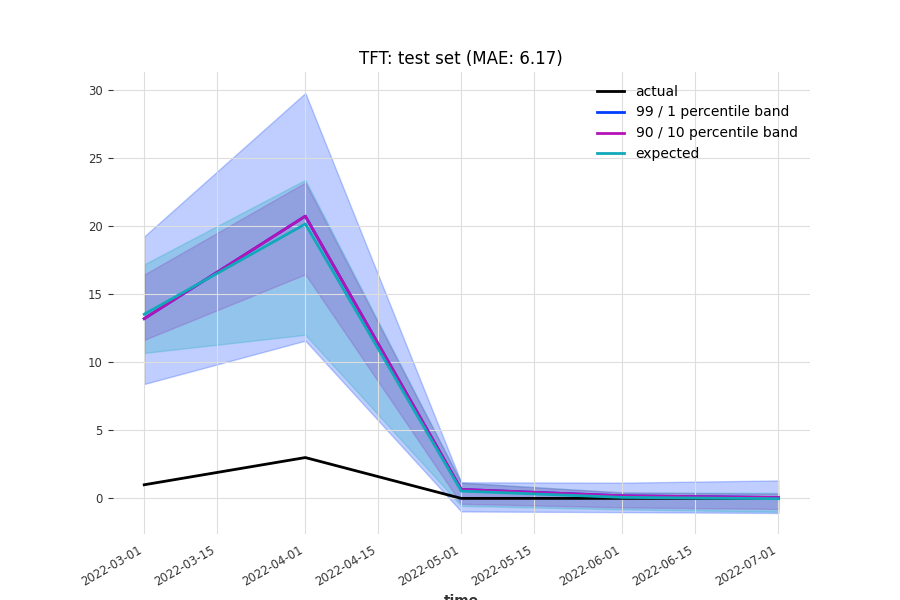 TFT: test set (MAE: 6.17)
actual
99 / 1 percentile band
90 / 10 percentile band
expected
30
25
20
15
10
5
0
2022-03-01
2022-03-15
2022-04-01
2022-04-15
2022-05-01
2022-05-15
2022-06-01
2022-06-15
2022-07-01
time